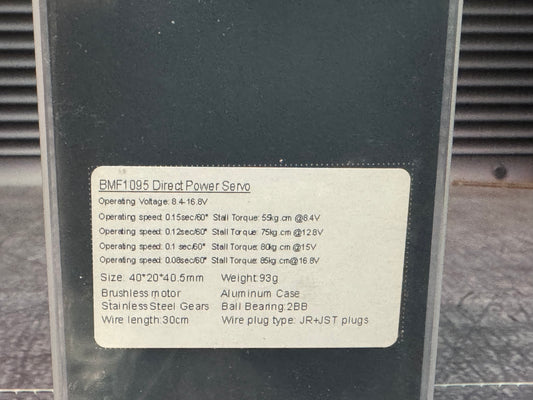 BMF1095 Direct Power Servo
Operating Voltage: 8.4-16.8V
Operating speed: 0.15sec/60° Stall Torque: 55kg.cm @8.4V
Operating speed: 0.12sec/60° Stall Torque: 75kg.cm @12.8V
Operating speed: 0.1 sec/60° Stall Torque: 80kg.cm @15V
Operating speed: 0.08sec/60° Stall Torque: 85kg.cm@16.8V
Size: 40*20*40.5mm Weight:93g
Brushless motor Aluminum Case
Stainless Steel Gears Ball Bearing:2BB
Wire length:30cm Wire plug type: JR+JST plugs